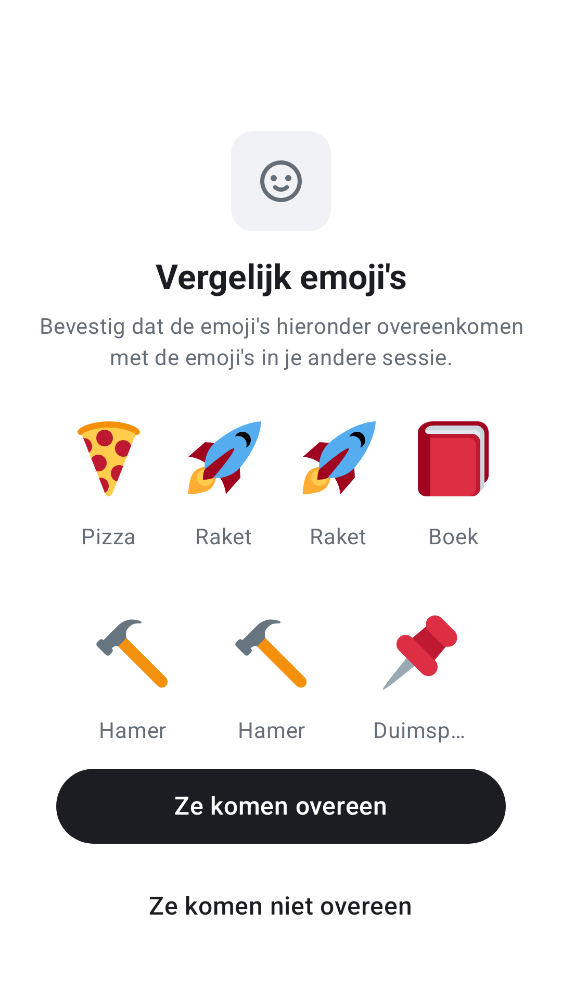 Vergelijk emoji's
Bevestig dat de emoji's hieronder overeenkomen
met de emoji's in je andere sessie.
Pizza Raket Raket Boek
Hamer Hamer Duimsp...
Ze komen overeen
Ze komen niet overeen